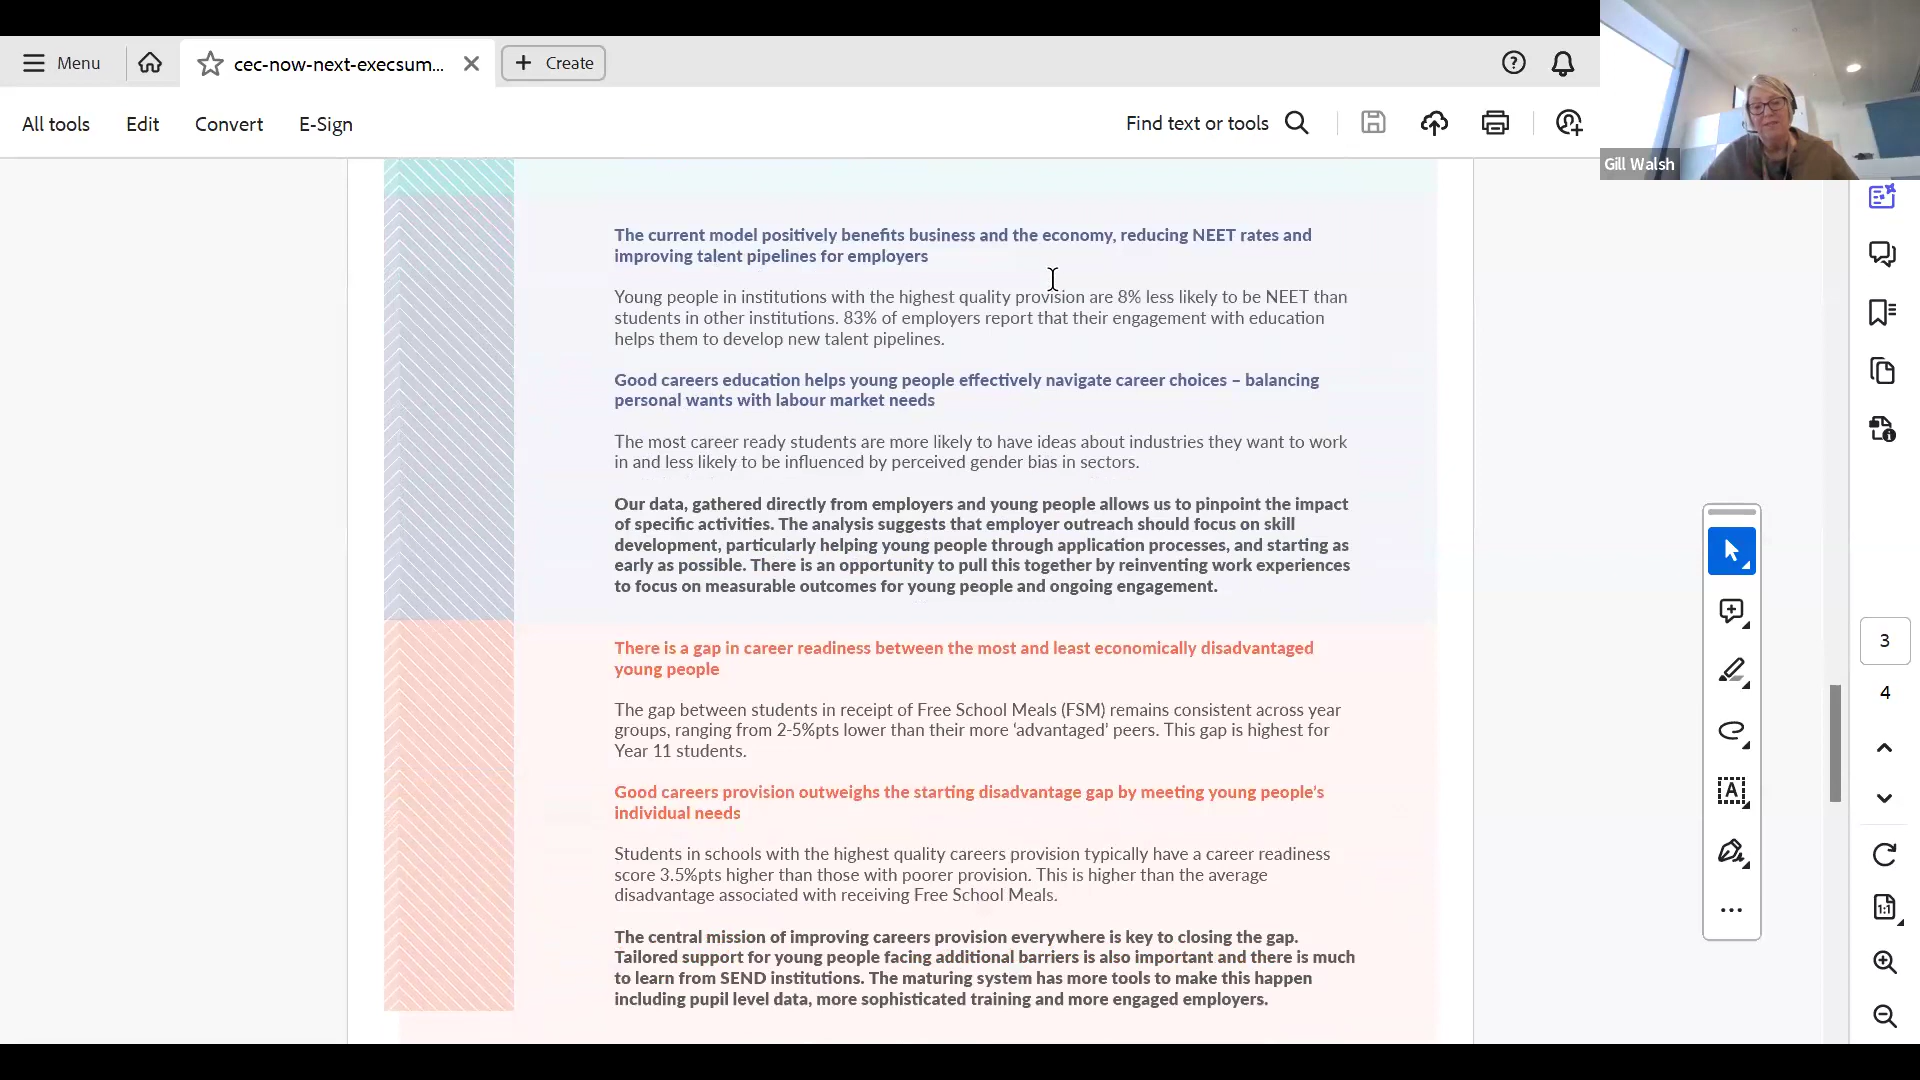 Menu
cec-now-next-execsum...
Create
All tools
Edit
Convert
E-Sign
Find text or tools
Gill Walsh
The current model positively benefits business and the economy, reducing NEET rates and
improving talent pipelines for employers
Young people in institutions with the highest quality provision are 8% less likely to be NEET than
students in other institutions. 83% of employers report that their engagement with education
helps them to develop new talent pipelines.
Good careers education helps young people effectively navigate career choices – balancing
personal wants with labour market needs
The most career ready students are more likely to have ideas about industries they want to work
in and less likely to be influenced by perceived gender bias in sectors.
Our data, gathered directly from employers and young people allows us to pinpoint the impact
of specific activities. The analysis suggests that employer outreach should focus on skill
development, particularly helping young people through application processes, and starting as
early as possible. There is an opportunity to pull this together by reinventing work experiences
to focus on measurable outcomes for young people and ongoing engagement.
There is a gap in career readiness between the most and least economically disadvantaged
young people
The gap between students in receipt of Free School Meals (FSM) remains consistent across year
groups, ranging from 2-5%pts lower than their more ‘advantaged’ peers. This gap is highest for
Year 11 students.
Good careers provision outweighs the starting disadvantage gap by meeting young people’s
individual needs
Students in schools with the highest quality careers provision typically have a career readiness
score 3.5%pts higher than those with poorer provision. This is higher than the average
disadvantage associated with receiving Free School Meals.
The central mission of improving careers provision everywhere is key to closing the gap.
Tailored support for young people facing additional barriers is also important and there is much
to learn from SEND institutions. The maturing system has more tools to make this happen
including pupil level data, more sophisticated training and more engaged employers.
3
4